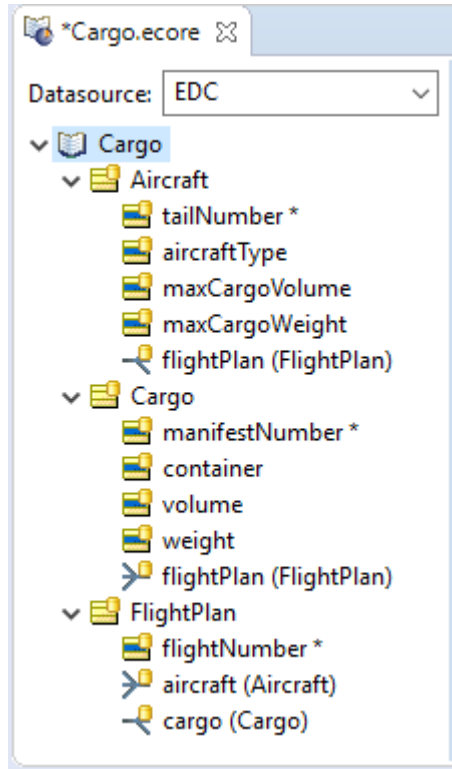 *Cargo.ecore
Datasource: EDC
Cargo
Aircraft
tailNumber *
aircraftType
maxCargoVolume
maxCargoWeight
flightPlan (FlightPlan)
Cargo
manifestNumber *
container
volume
weight
flightPlan (FlightPlan)
FlightPlan
flightNumber *
aircraft (Aircraft)
cargo (Cargo)